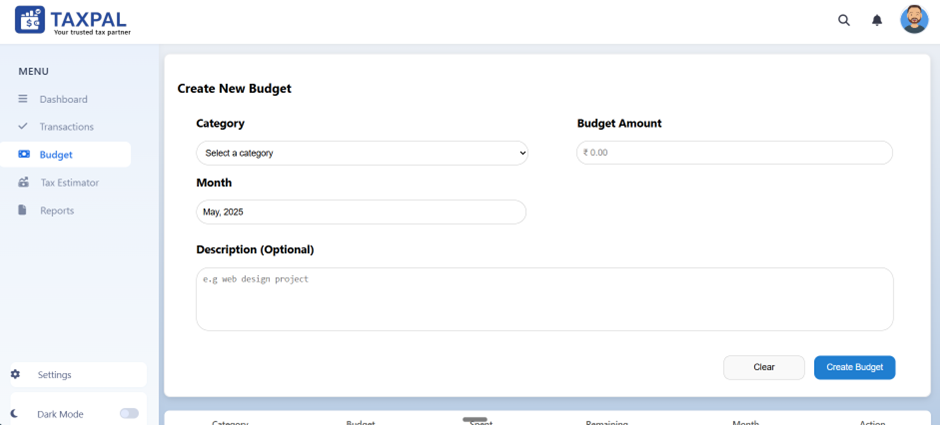 TAXPAL
Your trusted tax partner
MENU
Dashboard
Transactions
Budget
Tax Estimator
Reports
Settings
Dark Mode
Create New Budget
Category
Budget Amount
Select a category
₹ 0.00
Month
May, 2025
Description (Optional)
e.g web design project
Clear
Create Budget
Category Budget Spent Remaining Month Action